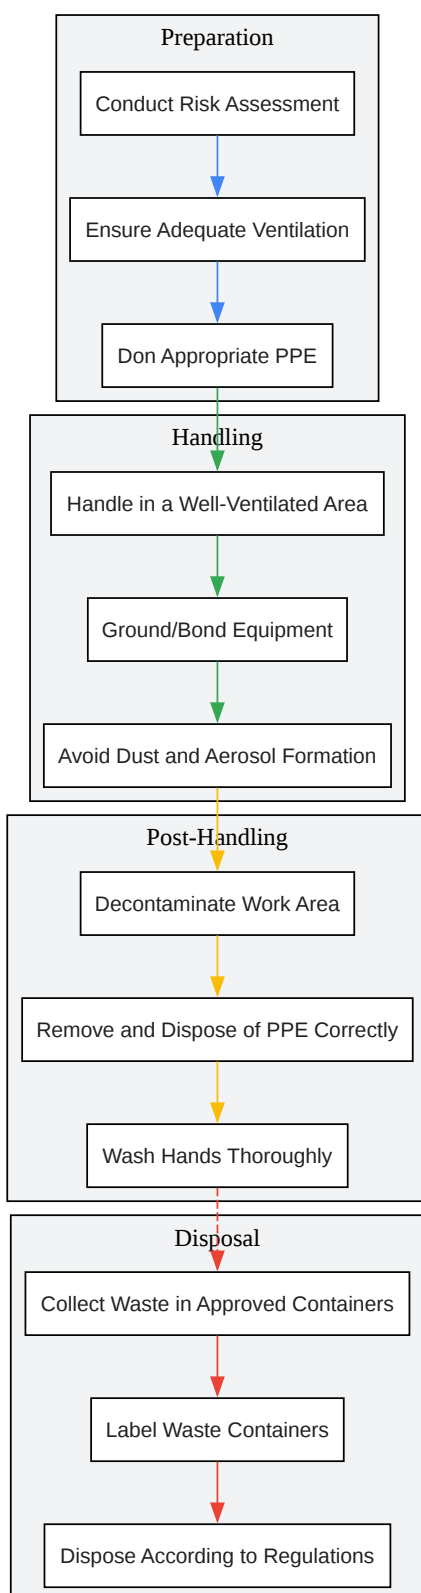 Preparation
Conduct Risk Assessment
Ensure Adequate Ventilation
Don Appropriate PPE
Handling
Handle in a Well-Ventilated Area
Ground/Bond Equipment
Avoid Dust and Aerosol Formation
Post-Handling
Decontaminate Work Area
Remove and Dispose of PPE Correctly
Wash Hands Thoroughly
Disposal
Collect Waste in Approved Containers
Label Waste Containers
Dispose According to Regulations